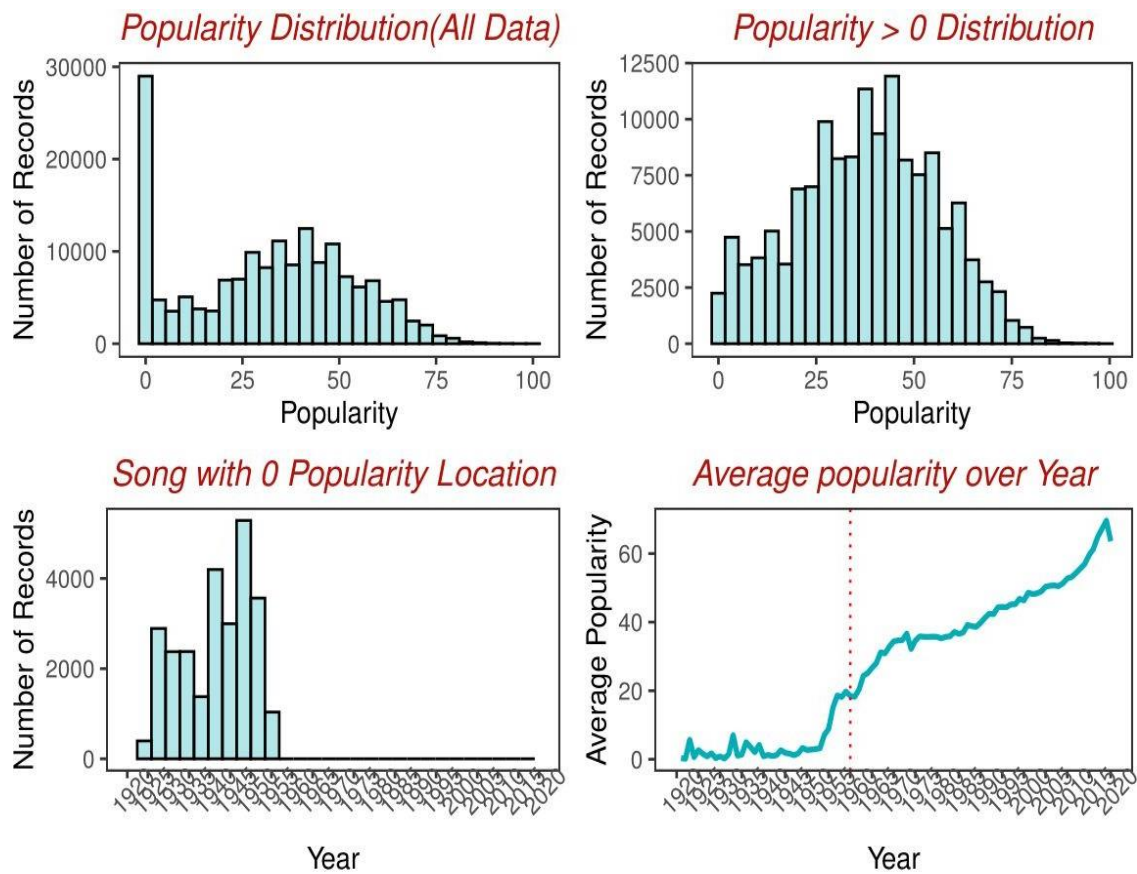 Popularity Distribution(All Data)
Number of Records
30000
20000
10000
0
0 25 50 75 100
Popularity
Popularity > 0 Distribution
Number of Records
12500
10000
7500
5000
2500
0
0 25 50 75 100
Popularity
Song with 0 Popularity Location
Number of Records
4000
2000
0
2020
Year
Average popularity over Year
Average Popularity
60
40
20
0
2020
Year